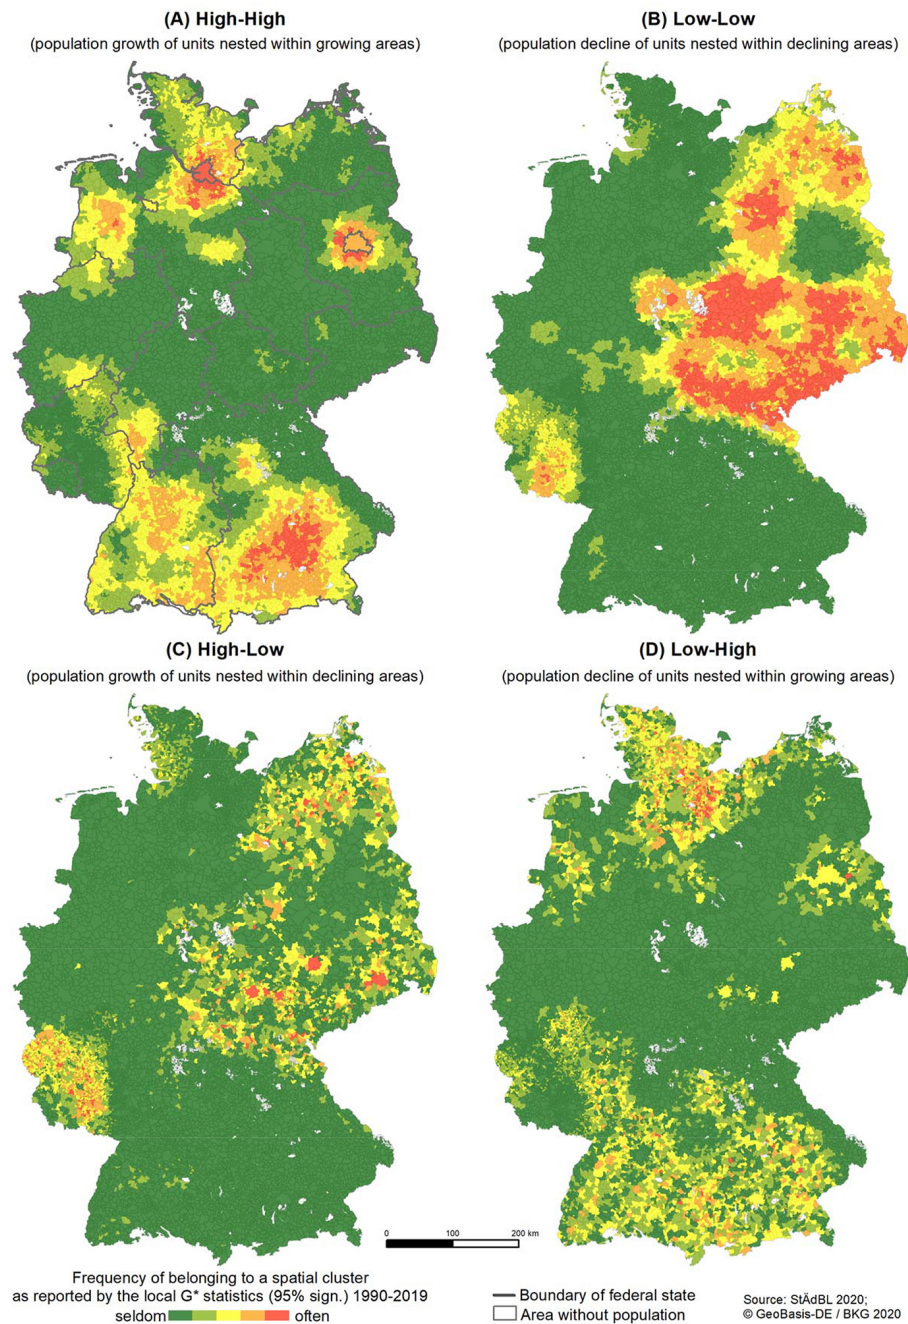 (A) High-High
(population growth of units nested within growing areas)
(B) Low-Low
(population decline of units nested within declining areas)
(C) High-Low
(population growth of units nested within declining areas)
(D) Low-High
(population decline of units nested within growing areas)
0 100 200 km
Frequency of belonging to a spatial cluster
as reported by the local G* statistics (95% sign.) 1990-2019
seldom often
Boundary of federal state
Area without population
Source: StÄdBL 2020;
© GeoBasis-DE / BKG 2020